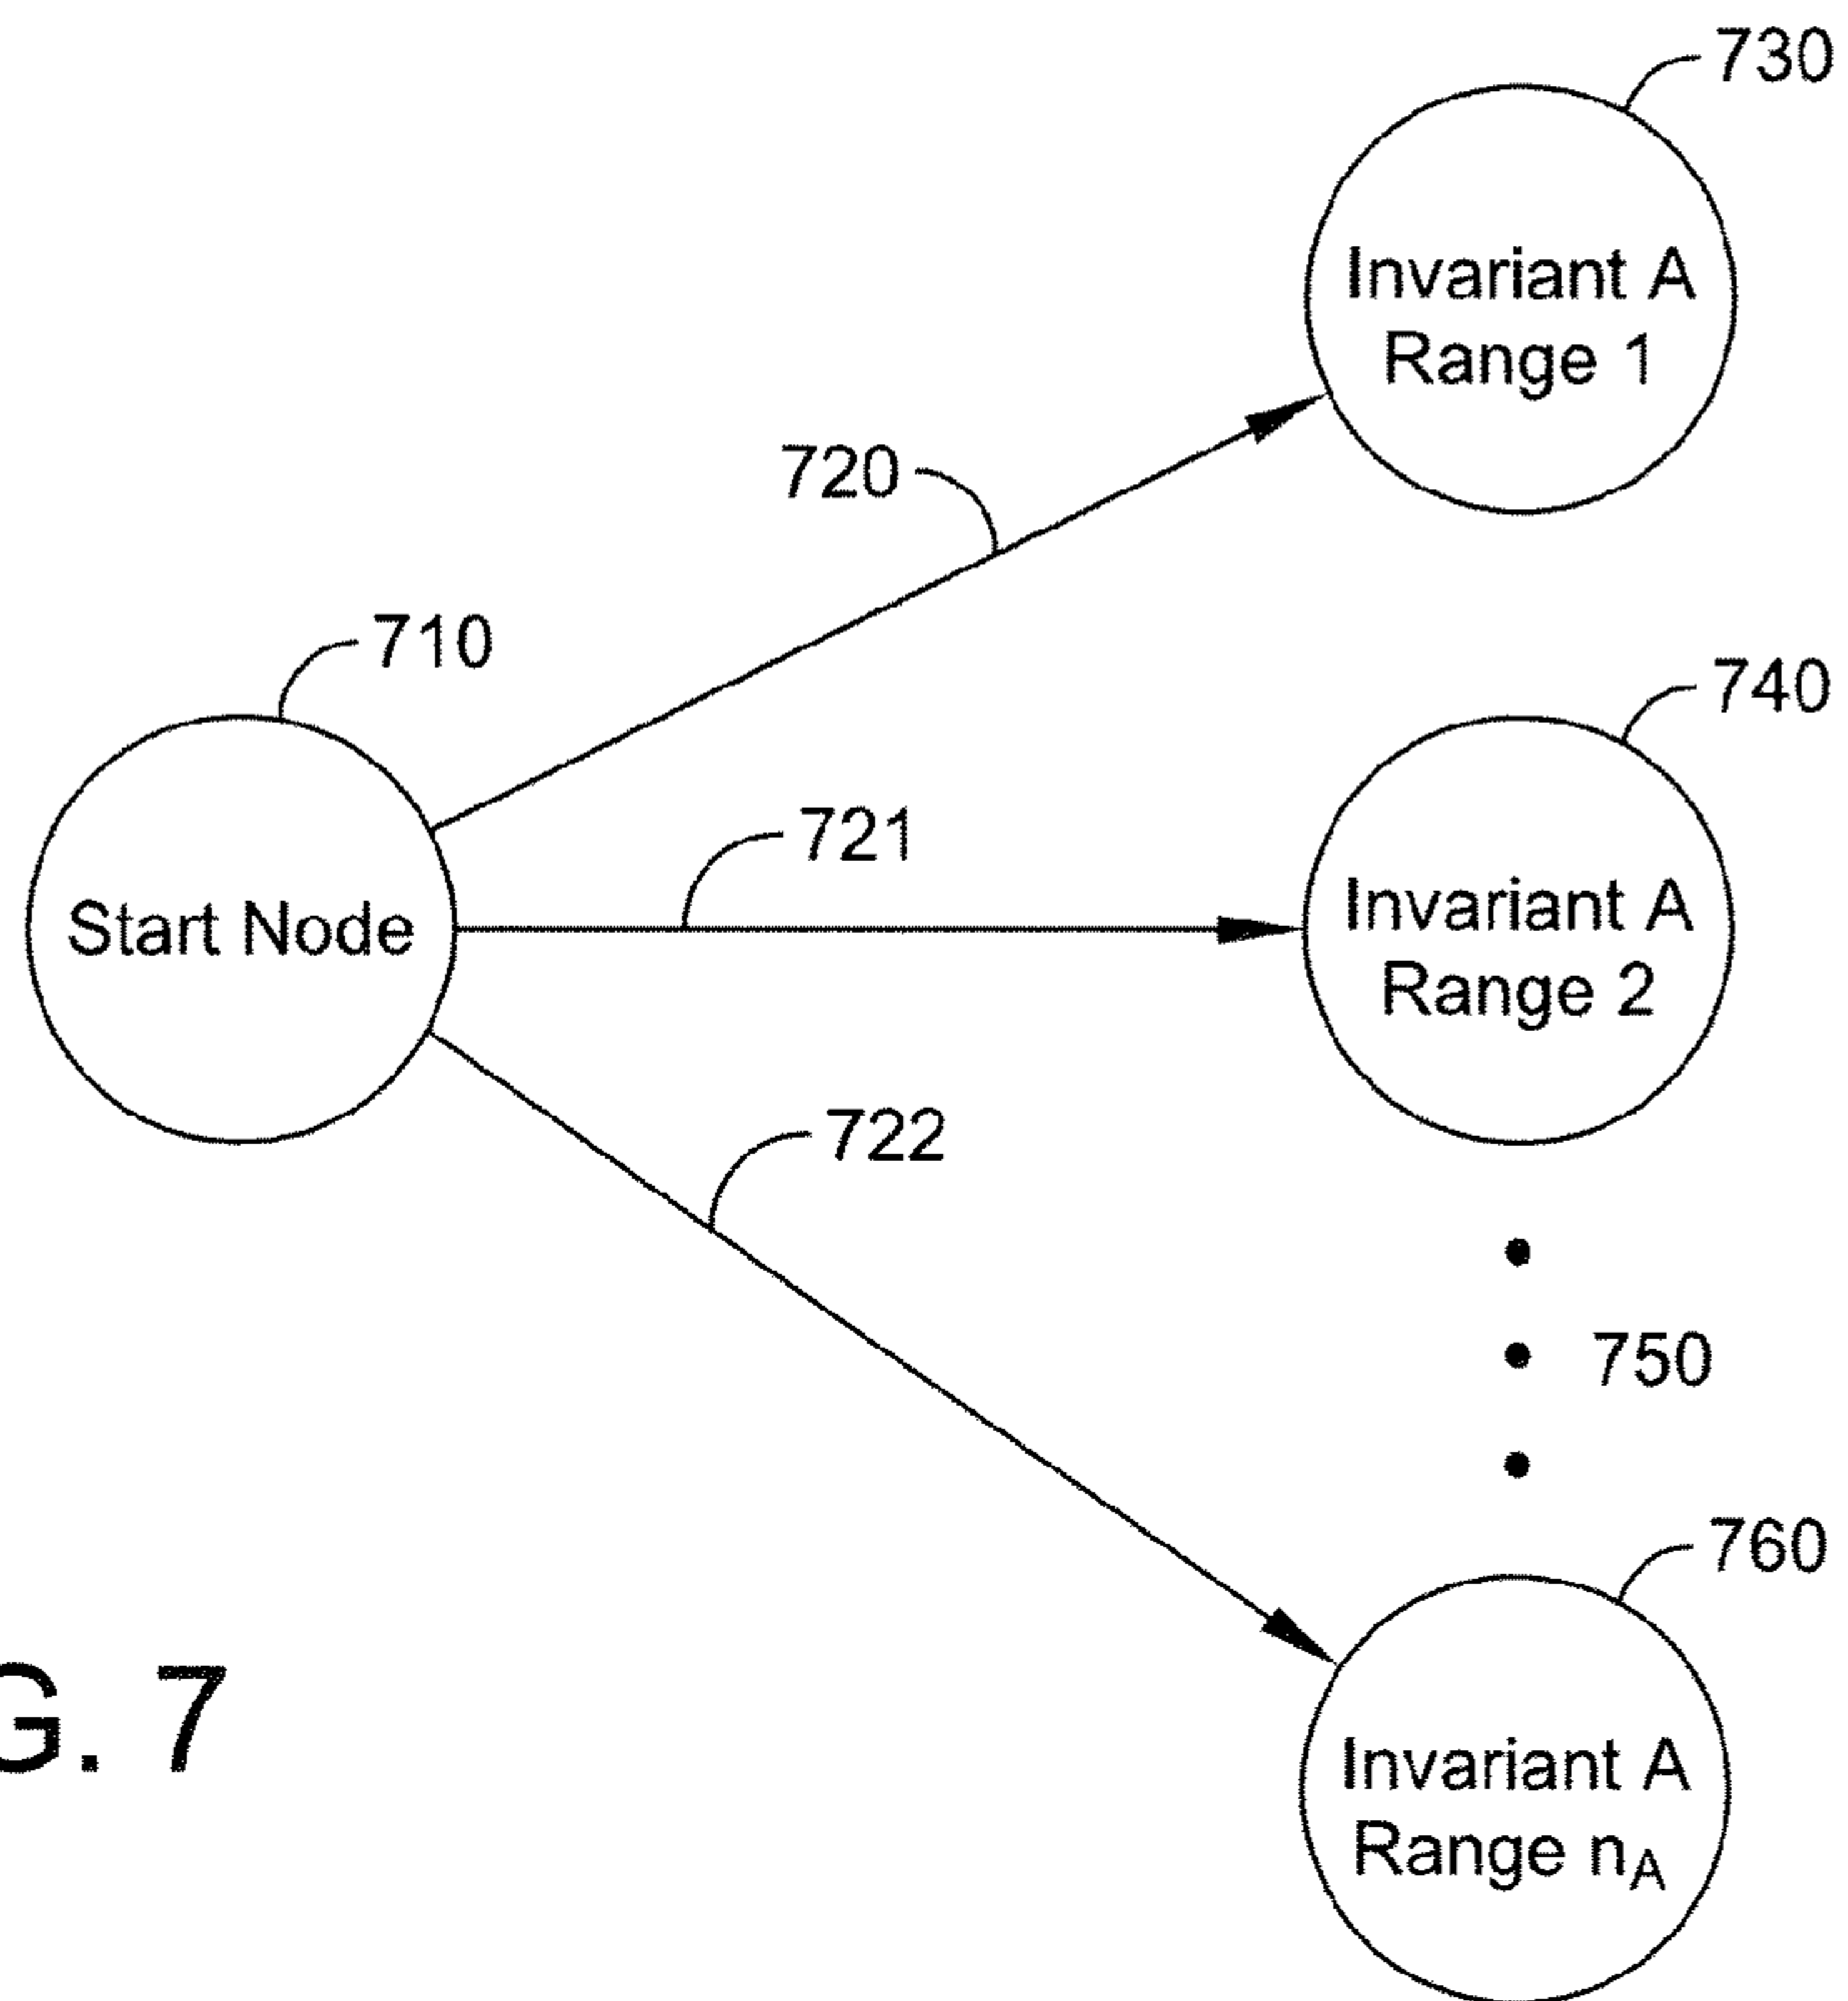 730
Invariant A
Range 1
720
710
740
721
Start Node
Invariant A
Range 2
722
750
760
G. 7
Invariant A
Range nA